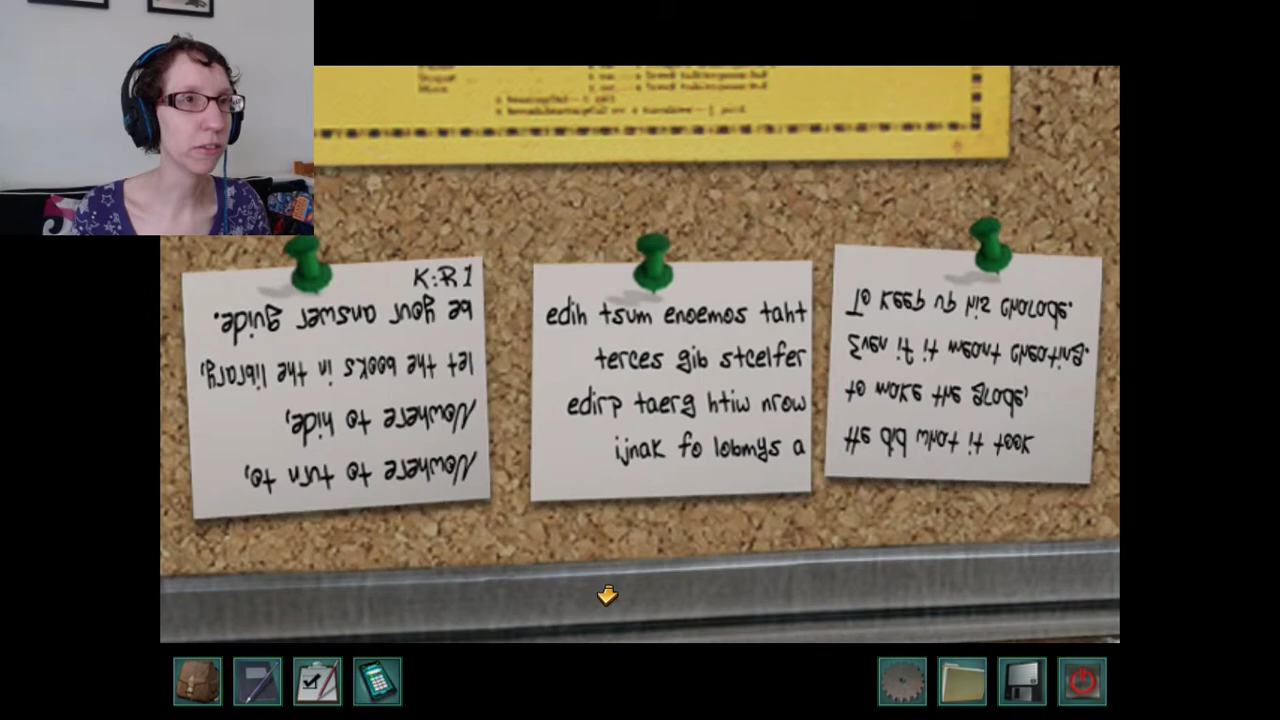 K:R1
Nowhere to turn to,
Nowhere to hide,
let the books in the library,
be your answer guide.
edih tsum enoemos taht
terces gib stcelfer
edirp taerg htiw nrow
ijnak fo lobmys a
He did what it took
to make the grade,
Even if it meant cheating.
To keep up his charade.